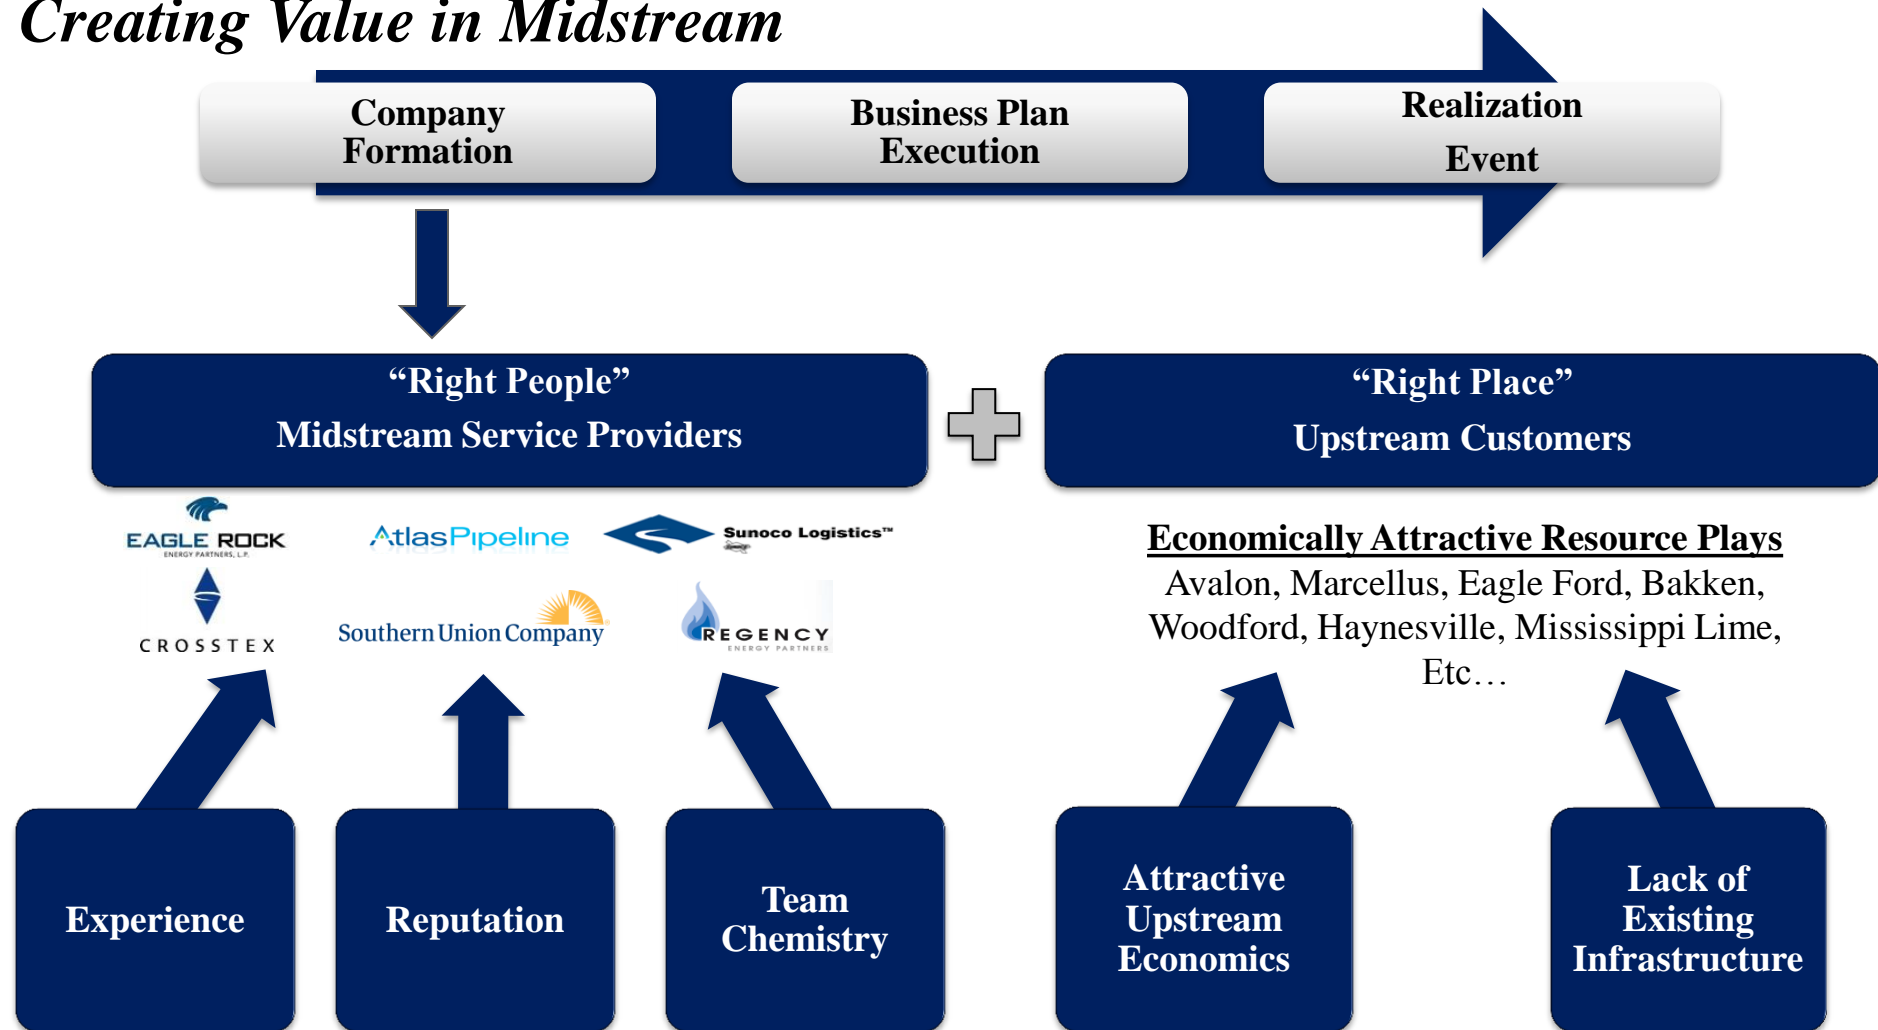 Creating Value in Midstream
Company
Formation
Business Plan
Execution
Realization
Event
“Right People”
Midstream Service Providers
“Right Place”
Upstream Customers
EAGLE ROCK
ENERGY PARTNERS, L.P.
AtlasPipeline
Sunoco Logistics™
CROSSTEX
Southern Union Company
REGENCY
ENERGY PARTNERS
Economically Attractive Resource Plays
Avalon, Marcellus, Eagle Ford, Bakken,
Woodford, Haynesville, Mississippi Lime,
Etc…
Experience
Reputation
Team
Chemistry
Attractive
Upstream
Economics
Lack of
Existing
Infrastructure